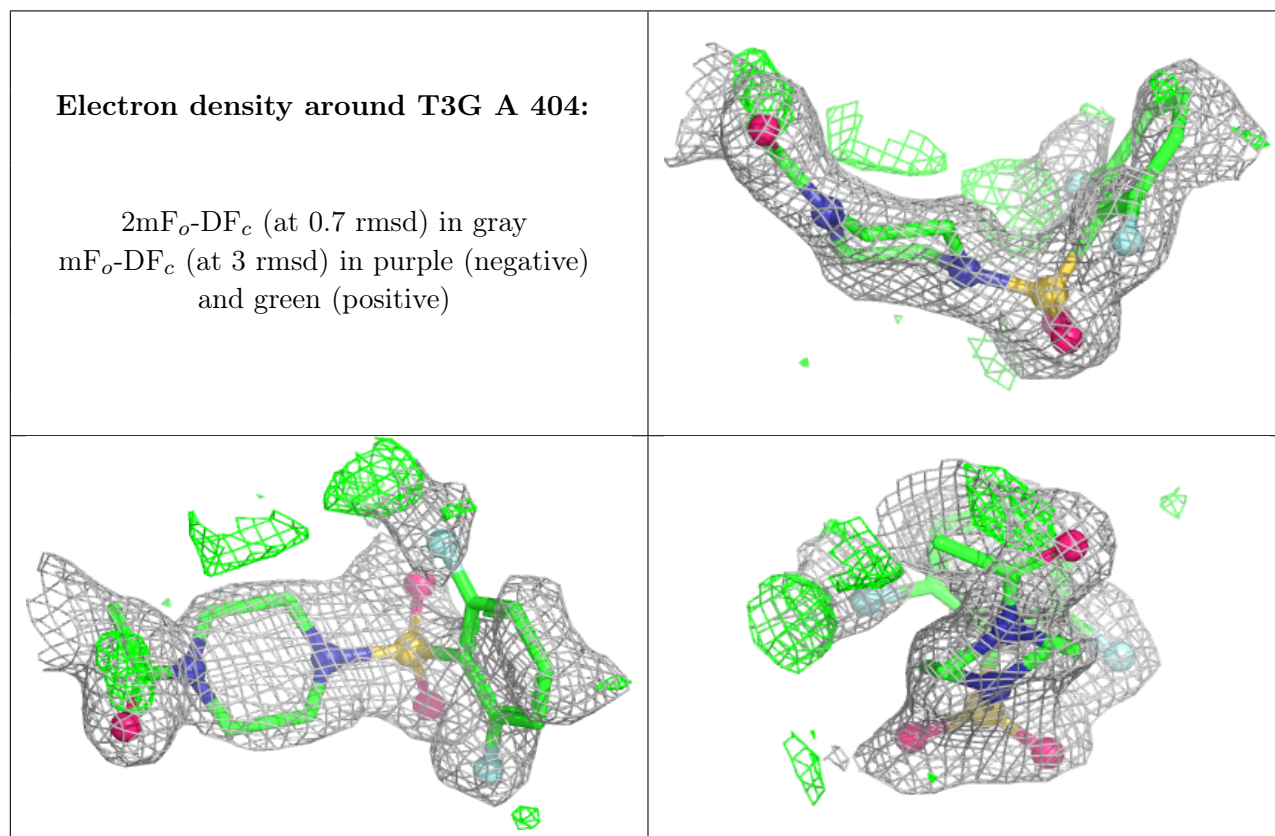 Electron density around T3G A 404:
2mFo-DFc (at 0.7 rmsd) in gray
mFo-DFc (at 3 rmsd) in purple (negative)
and green (positive)